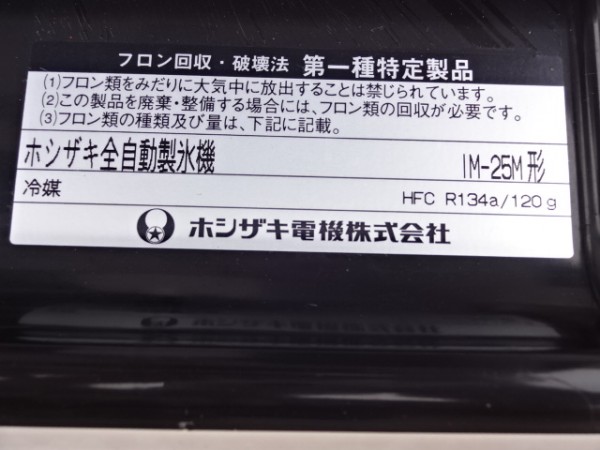 フロン回収・破壊法 第一種特定製品
(1)フロン類をみだりに大気中に放出することは禁じられています。
(2)この製品を廃棄・整備する場合には、フロン類の回収が必要です。
(3)フロン類の種類及び量は、下記に記載。
ホシザキ全自動製氷機 IM-25M形
冷媒 HFC R134a/120g
ホシザキ電機株式会社